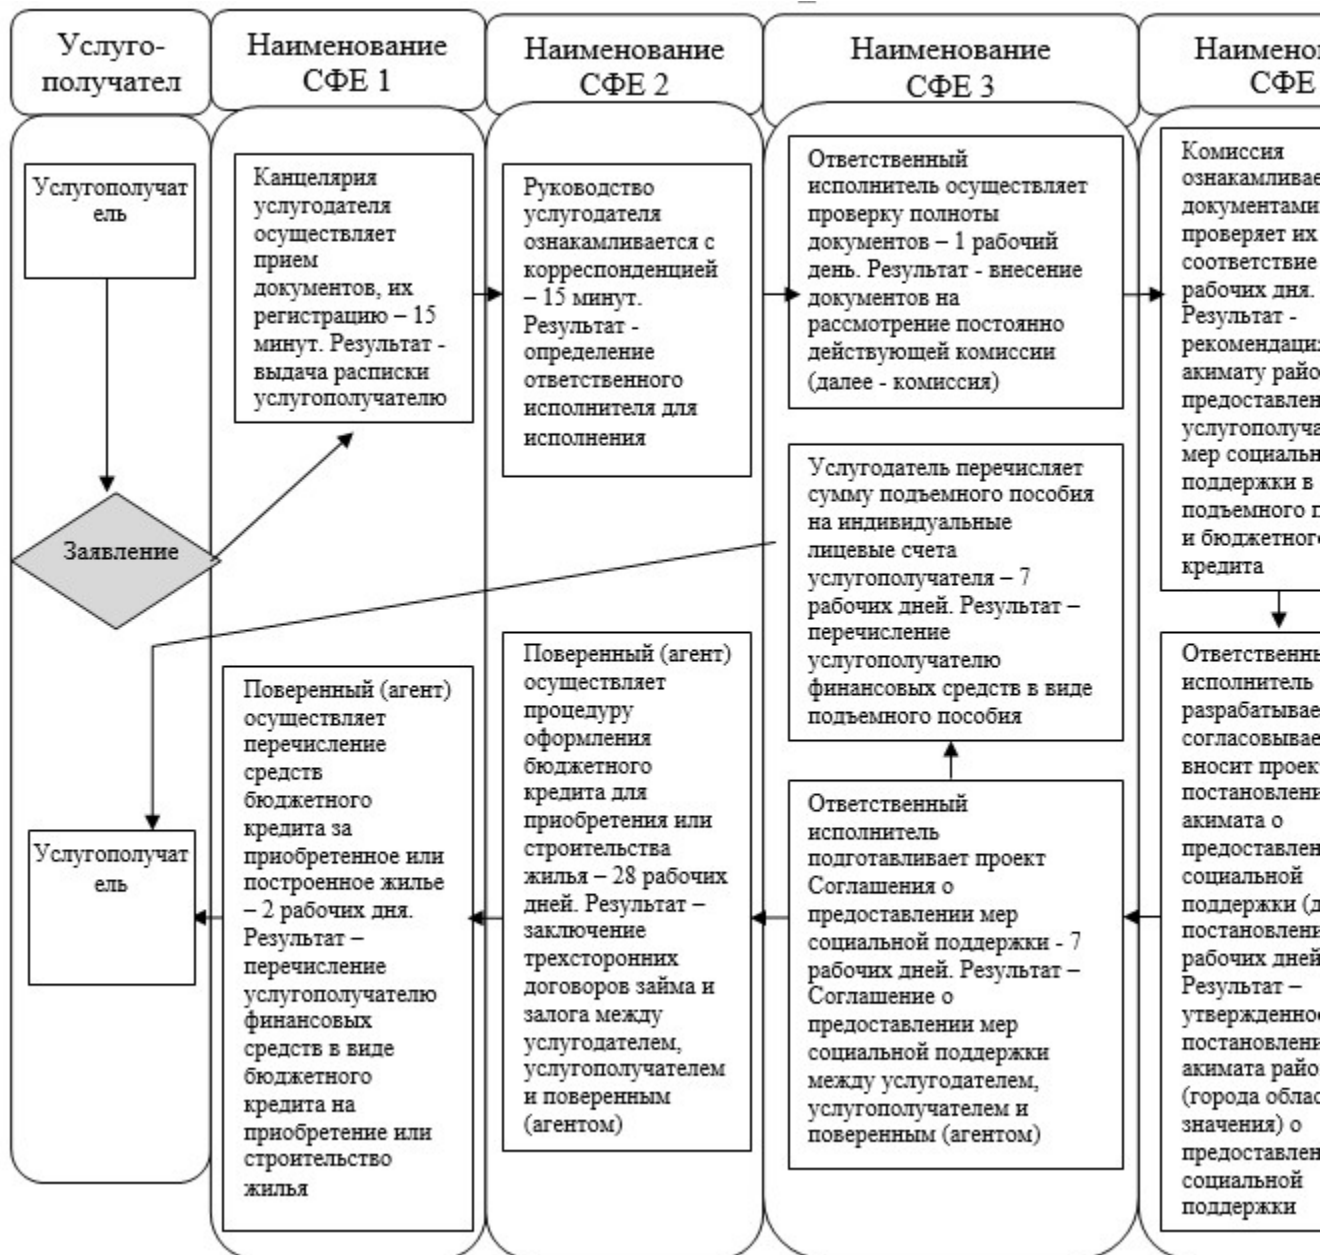 Услуго-
получател
Наименование
СФЕ 1
Наименование
СФЕ 2
Наименование
СФЕ 3
СФЕ
Услугополучат
ель
Заявление
Услугополучат
ель
Канцелярия
услугодателя
осуществляет
прием
документов, их
регистрацию – 15
минут. Результат -
выдача расписки
услугополучателю
Руководство
услугодателя
ознакамливается с
корреспонденцией
– 15 минут.
Результат -
определение
ответственного
исполнителя для
исполнения
Ответственный
исполнитель осуществляет
проверку полноты
документов – 1 рабочий
день. Результат - внесение
документов на
рассмотрение постоянно
действующей комиссии
(далее - комиссия)
Комиссия
документами
проверяет их
соответствие
рабочих дня.
Результат -
акимату
поддержки в
подъемного
и
кредита
Услугодатель перечисляет
сумму подъемного пособия
на индивидуальные
лицевые счета
услугополучателя – 7
рабочих дней. Результат –
перечисление
услугополучателю
финансовых средств в виде
подъемного пособия
Поверенный (агент)
осуществляет
перечисление
средств
бюджетного
кредита за
приобретенное или
построенное жилье
– 2 рабочих дня.
Результат –
перечисление
услугополучателю
финансовых
средств в виде
бюджетного
кредита на
приобретение или
строительство
жилья
Поверенный (агент)
осуществляет
процедуру
оформления
бюджетного
кредита для
приобретения или
строительства
жилья – 28 рабочих
дней. Результат –
заключение
трехсторонних
договоров займа и
залога между
услугодателем,
услугополучателем
и поверенным
(агентом)
Ответственный
исполнитель
подготавливает проект
Соглашения о
предоставлении мер
социальной поддержки - 7
рабочих дней. Результат –
Соглашение о
предоставлении мер
социальной поддержки
между услугодателем,
услугополучателем и
поверенным (агентом)
исполнитель
вносит
акимата о
социальной
поддержки
рабочих дней
Результат –
акимата
(города
значения) о
социальной
поддержки